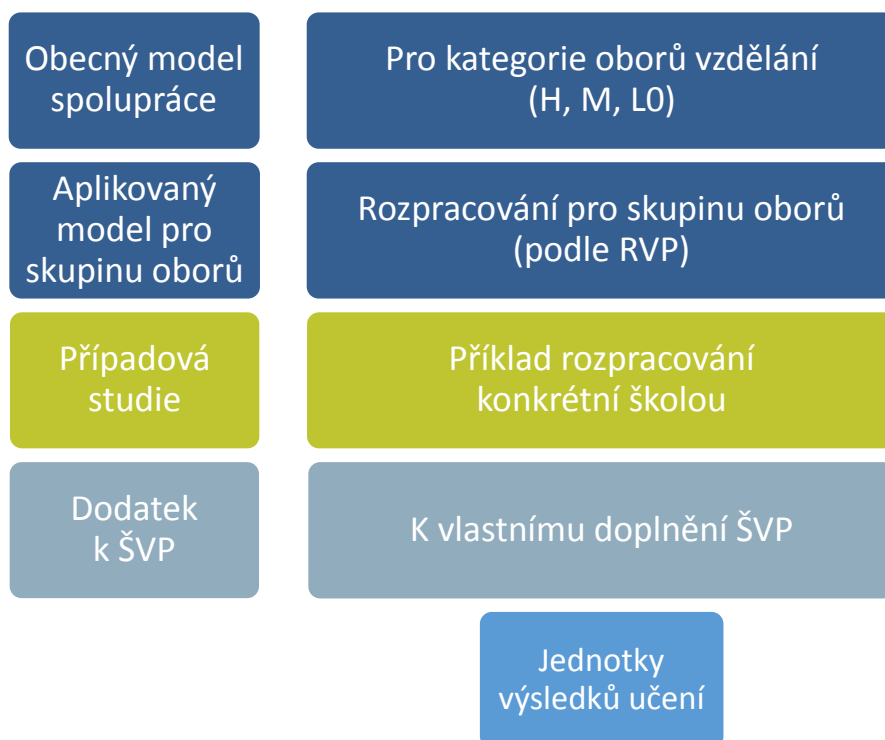 Obecný model
spolupráce
Pro kategorie oborů vzdělání
(H, M, L0)
Aplikovaný
model pro
skupinu oborů
Rozpracování pro skupinu oborů
(podle RVP)
Případová
studie
Příklad rozpracování
konkrétní školou
Dodatek
k ŠVP
K vlastnímu doplnění ŠVP
Jednotky
výsledků učení